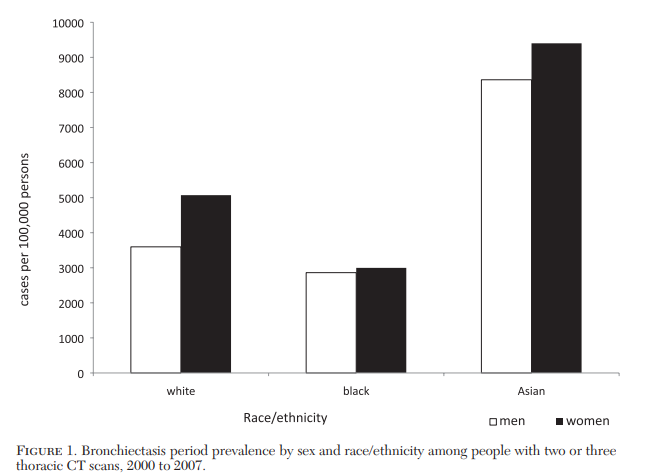 10000
9000
8000
7000
6000
5000
4000
3000
2000
1000
0
cases per 100,000 persons
white black Asian
Race/ethnicity
men women
FIGURE 1. Bronchiectasis period prevalence by sex and race/ethnicity among people with two or three
thoracic CT scans, 2000 to 2007.